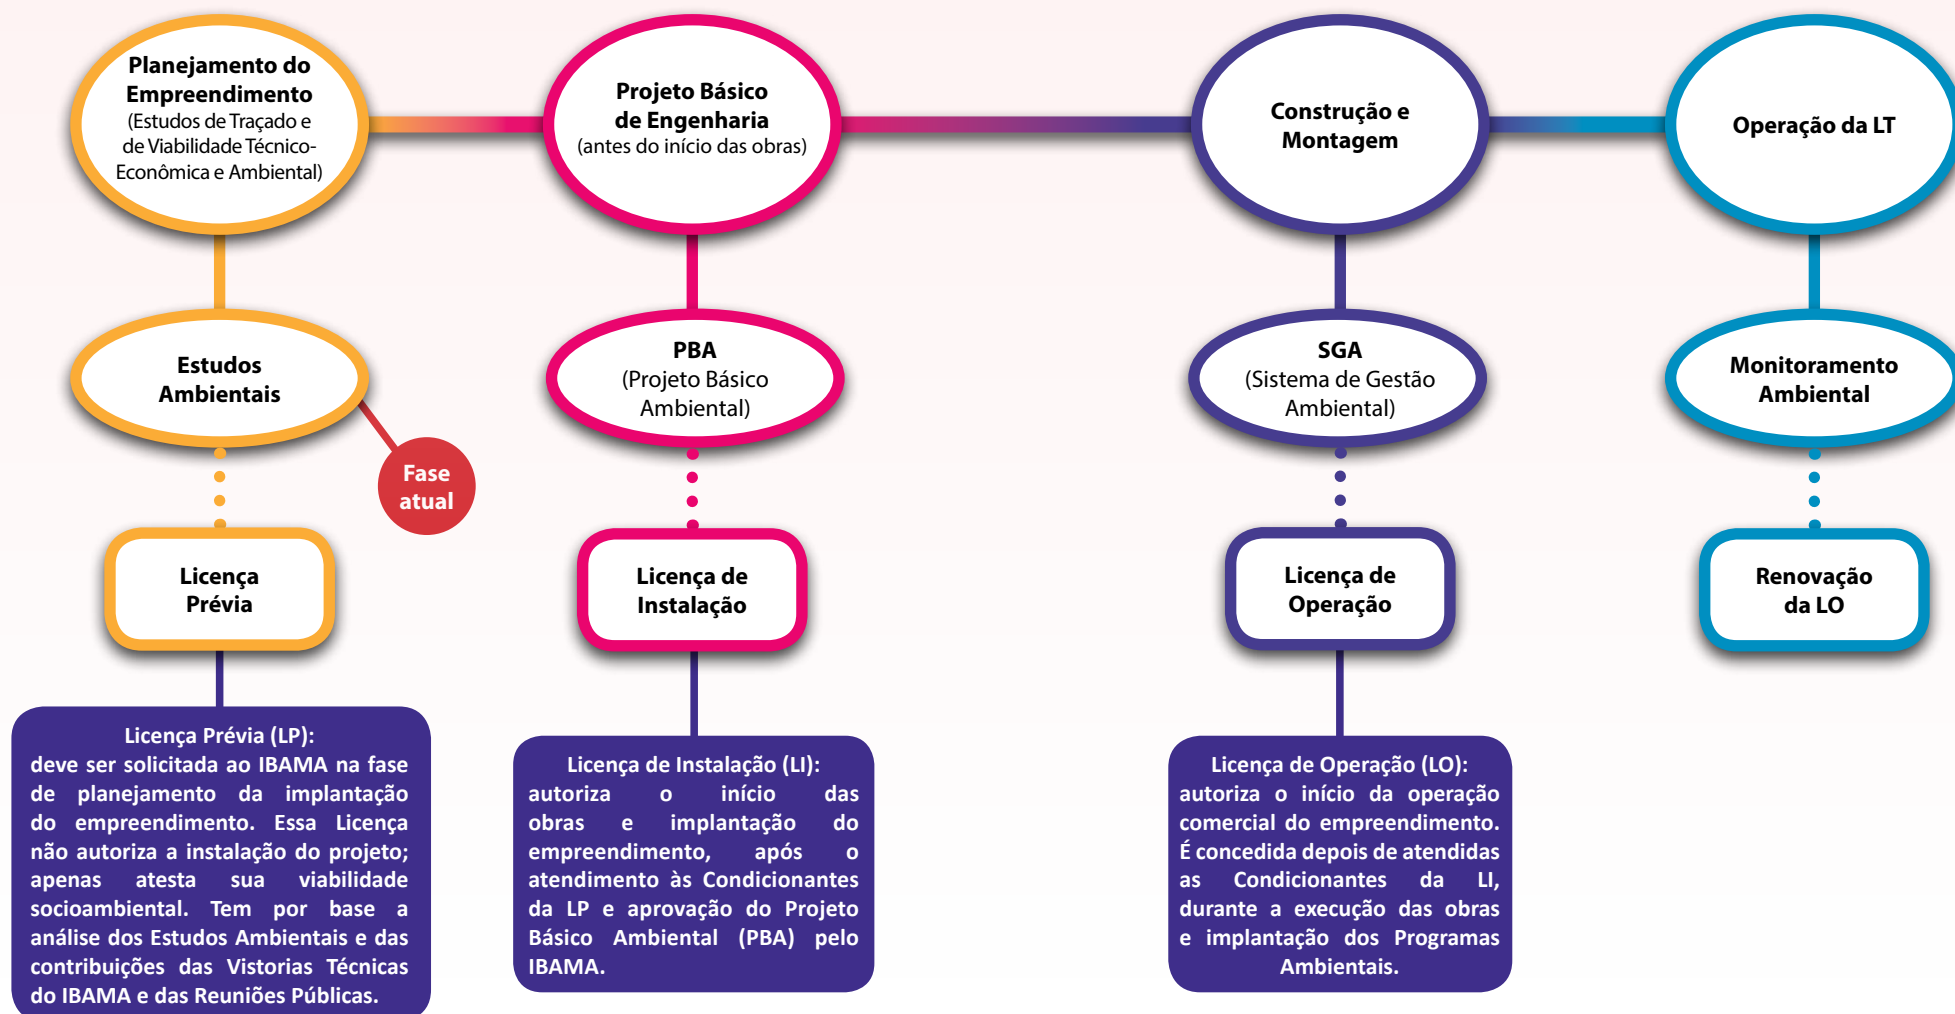 Planejamento do
Empreendimento
(Estudos de Traçado e
de Viabilidade Técnico-
Econômica e Ambiental)
Projeto Básico
de Engenharia
(antes do início das obras)
Construção e
Montagem
Operação da LT
Estudos
Ambientais
PBA
(Projeto Básico
Ambiental)
SGA
(Sistema de Gestão
Ambiental)
Monitoramento
Ambiental
Fase
atual
Licença
Prévia
Licença de
Instalação
Licença de
Operação
Renovação
da LO
Licença Prévia (LP):
deve ser solicitada ao IBAMA na fase
de planejamento da implantação
do empreendimento. Essa Licença
não autoriza a instalação do projeto;
apenas atesta sua viabilidade
socioambiental. Tem por base a
análise dos Estudos Ambientais e das
contribuições das Vistorias Técnicas
do IBAMA e das Reuniões Públicas.
Licença de Instalação (LI):
autoriza o início das
obras e implantação do
empreendimento, após o
atendimento às Condicionantes
da LP e aprovação do Projeto
Básico Ambiental (PBA) pelo
IBAMA.
Licença de Operação (LO):
autoriza o início da operação
comercial do empreendimento.
É concedida depois de atendidas
as Condicionantes da LI,
durante a execução das obras
e implantação dos Programas
Ambientais.